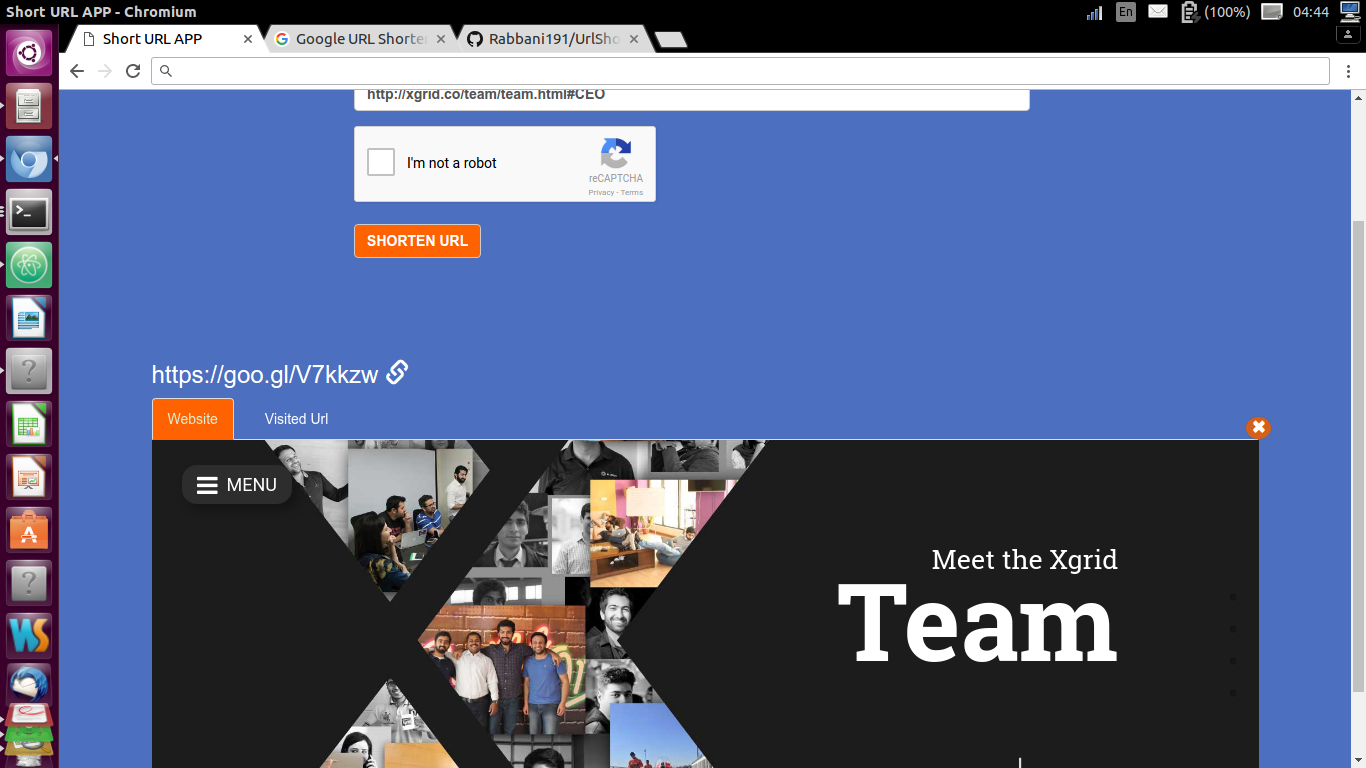 Short URL APP - Chromium
En
(100%)
04:44
Short URL APP
Google URL Shorte
Rabbani191/UrlSho
http://xgrid.co/team/team.html#CEO
I'm not a robot
reCAPTCHA
Privacy - Terms
SHORTEN URL
https://goo.gl/V7kkzw
Website
Visited Url
MENU
Meet the Xgrid
Team